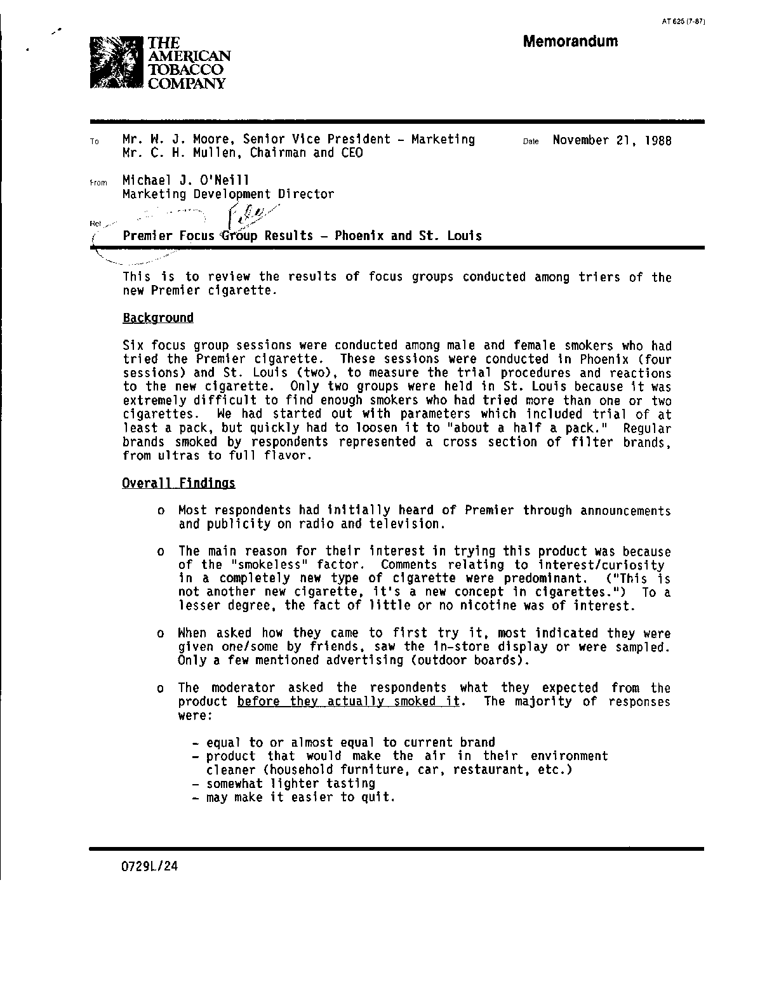 AT 625 (7-87)
THE
AMERICAN
TOBACCO
COMPANY
Memorandum
To Mr. W. J. Moore, Senior Vice President - Marketing Date November 21, 1988
Mr. C. H. Mullen, Chairman and CEO
From Michael J. O'Neill
Marketing Development Director
Ref
Premier Focus Group Results - Phoenix and St. Louis
This is to review the results of focus groups conducted among triers of the
new Premier cigarette.
Background
Six focus group sessions were conducted among male and female smokers who had
tried the Premier cigarette. These sessions were conducted in Phoenix (four
sessions) and St. Louis (two), to measure the trial procedures and reactions
to the new cigarette. Only two groups were held in St. Louis because it was
extremely difficult to find enough smokers who had tried more than one or two
cigarettes. We had started out with parameters which included trial of at
least a pack, but quickly had to loosen it to "about a half a pack." Regular
brands smoked by respondents represented a cross section of filter brands,
from ultras to full flavor.
Overall Findings
o Most respondents had initially heard of Premier through announcements
and publicity on radio and television.
o The main reason for their interest in trying this product was because
of the "smokeless" factor. Comments relating to interest/curiosity
in a completely new type of cigarette were predominant. ("This is
not another new cigarette, it's a new concept in cigarettes.") To a
lesser degree, the fact of little or no nicotine was of interest.
o When asked how they came to first try it, most indicated they were
given one/some by friends, saw the in-store display or were sampled.
Only a few mentioned advertising (outdoor boards).
o The moderator asked the respondents what they expected from the
product before they actually smoked it. The majority of responses
were:
- equal to or almost equal to current brand
- product that would make the air in their environment
cleaner (household furniture, car, restaurant, etc.)
- somewhat lighter tasting
- may make it easier to quit.
0729L/24